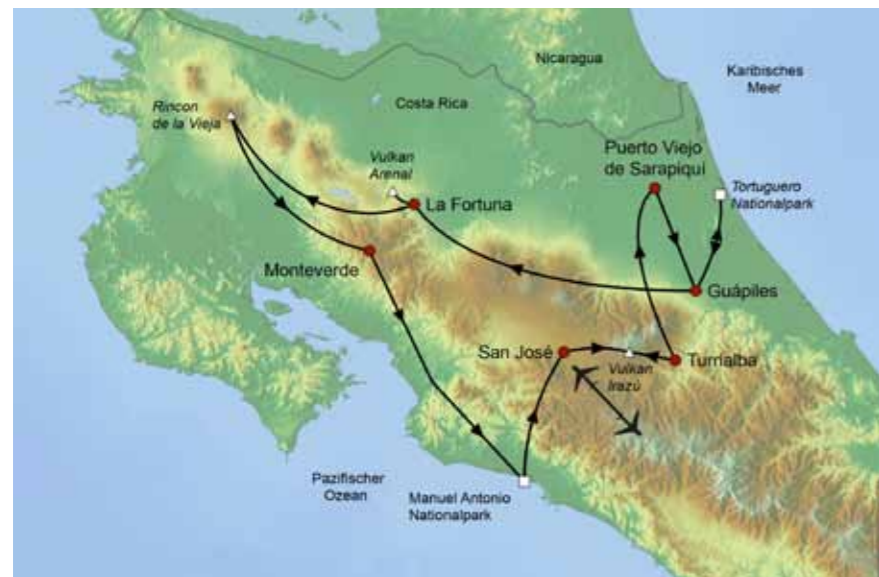 Nicaragua
Karibisches
Meer
Rincon
de la Vieja
Costa Rica
Vulkan
Arenal
Puerto Viejo
de Sarapiquí
Tortuguero
Nationalpark
La Fortuna
Monteverde
Guápiles
San José
Vulkan
Irazú
Turrialba
Pazifischer
Ozean
Manuel Antonio
Nationalpark